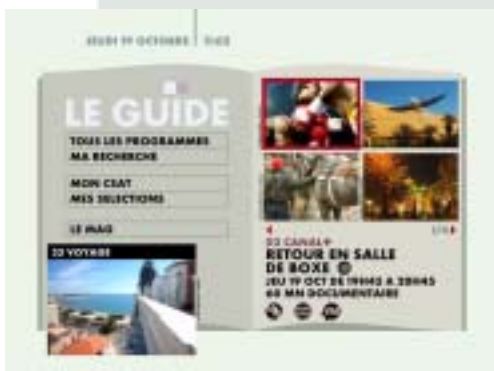 JEUDI 19 OCTOBRE
LE GUIDE
TOUS LES PROGRAMMES
MA RECHERCHE
MON CSAT
MES SELECTIONS
LE MAG
22 VOYAGE
CANAL+
RETOUR EN SALLE
DE BOXE
JEU 19 OCT DE 19H45 A 20H45
60 MN DOCUMENTAIRE